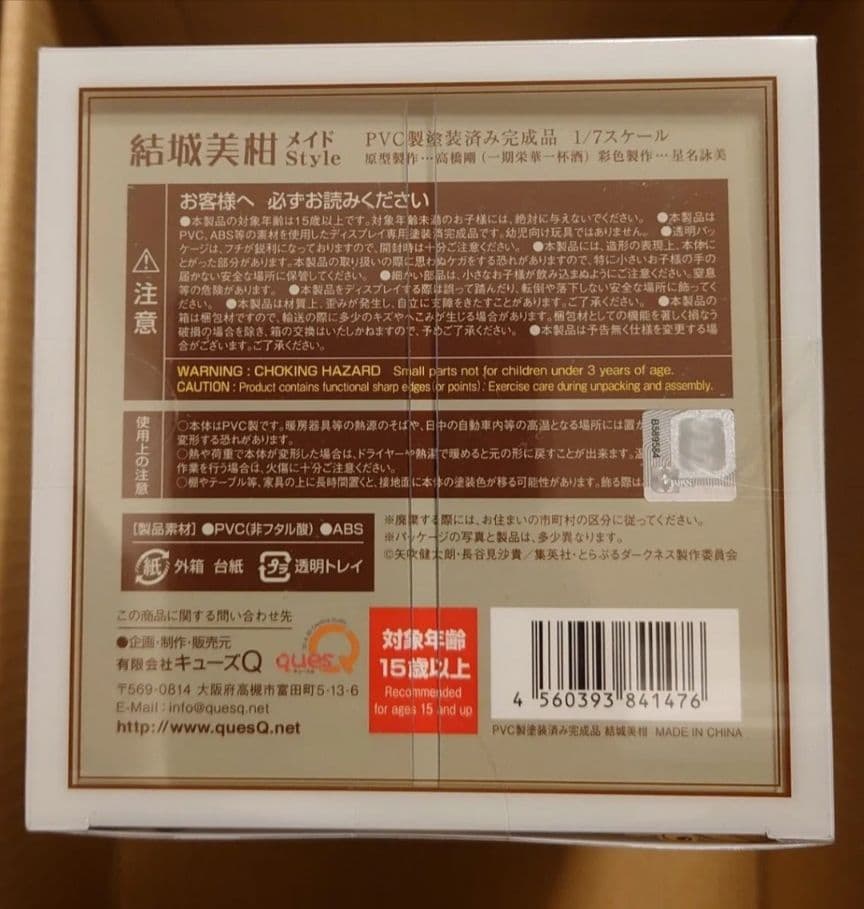 結城美柑 メイド Style
PVC製塗装済み完成品 1/7スケール
原型製作…高橋剛(一期栄華一杯酒) 彩色製作…星名詠美
注意
お客様へ 必ずお読みください
●本製品の対象年齢は15歳以上です。対象年齢未満のお子様には、絶対に与えないでください。 ●本製品は
PVC、ABS等の素材を使用したディスプレイ専用塗装済完成品です。幼児向け玩具ではありません。 ●透明パッ
ケージは、フチが鋭利になっておりますので、開封時は十分ご注意ください。 ●本製品には、造形の表現上、本体に
とがった部分があります。本製品の取り扱いの際に思わぬケガをする恐れがありますので、特に小さいお子様の手の
届かない安全な場所に保管してください。 ●細かい部品は、小さなお子様が飲み込まぬようにご注意ください。窒息
等の危険があります。 ●本製品をディスプレイする際は誤って踏んだり、転倒や落下しない安全な場所に飾ってく
ださい。 ●本製品は材質上、歪みが発生し、自立に支障をきたすことがあります。ご了承ください。 ●本製品の
箱は梱包材ですので、輸送の際に多少のキズやへこみが生じる場合があります。梱包材としての機能を著しく損なう
破損の場合を除き、箱の交換はいたしかねますので、予めご了承ください。 ●本製品は予告無く仕様を変更する場
合がございます。ご了承ください。
WARNING : CHOKING HAZARD Small parts not for children under 3 years of age.
CAUTION : Product contains functional sharp edges(or points). Exercise care during unpacking and assembly.
使用上の注意
○本体はPVC製です。暖房器具等の熱源のそばや、日中の自動車内等の高温となる場所には置か
変形する恐れがあります。
○熱や荷重で本体が変形した場合は、ドライヤーや熱湯で暖めると元の形に戻すことが出来ます。
作業を行う場合は、火傷に十分ご注意ください。
○棚やテーブル等、家具の上に長時間置くと、接地面に本体の塗装色が移る可能性があります。飾る際は
B589584
[製品素材] ●PVC(非フタル酸) ●ABS
紙 外箱 台紙 プラ 透明トレイ
※廃棄する際には、お住まいの市町村の区分に従ってください。
※パッケージの写真と製品は、多少異なります。
©矢吹健太朗・長谷見沙貴/集英社・とらぶるダークネス製作委員会
この商品に関する問い合わせ先
●企画・制作・販売元
有限会社キューズQ
quesQ
〒569-0814 大阪府高槻市富田町5-13-6
E-Mail : info@quesq.net
http://www.quesQ.net
対象年齢
15歳以上
Recommended
for ages 15 and up
4 560393 841476
PVC製塗装済み完成品 結城美柑 MADE IN CHINA